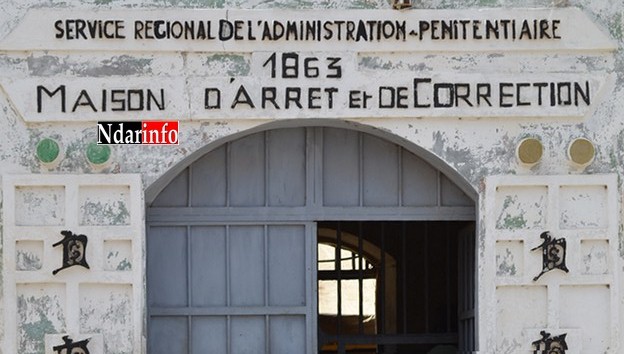 SERVICE REGIONAL DE L'ADMINISTRATION-PENITENTIAIRE
1863
MAISON D'ARRET ET DE CORRECTION
Ndarinfo